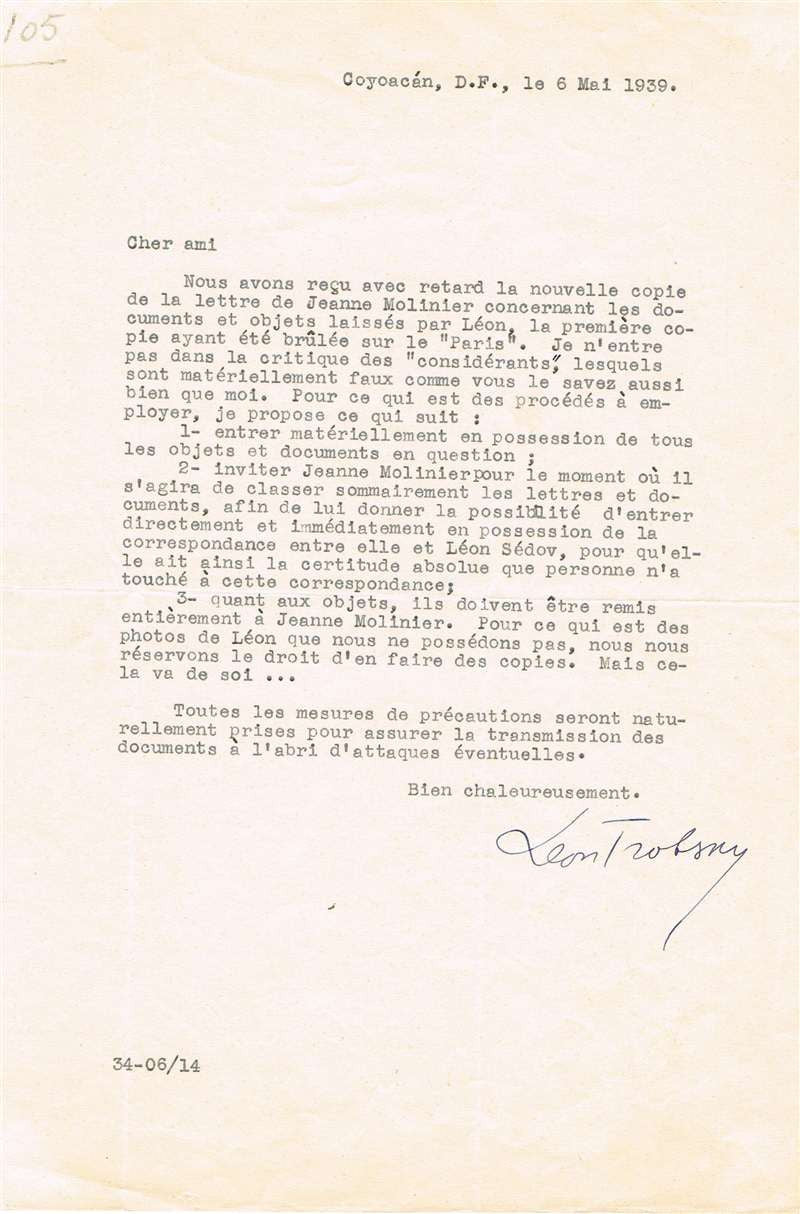 105
Coyoacán, D.F., le 6 Mai 1939.
Cher ami
Nous avons reçu avec retard la nouvelle copie
de la lettre de Jeanne Molinier concernant les do-
cuments et objets laissés par Léon, la première co-
pie ayant été brûlée sur le "Paris". Je n'entre
pas dans la critique des "considérants", lesquels
sont matériellement faux comme vous le savez aussi
bien que moi. Pour ce qui est des procédés à em-
ployer, je propose ce qui suit :
1- entrer matériellement en possession de tous
les objets et documents en question ;
2- inviter Jeanne Molinier pour le moment où il
s'agira de classer sommairement les lettres et do-
cuments, afin de lui donner la possiblité d'entrer
directement et immédiatement en possession de la
correspondance entre elle et Léon Sédov, pour qu'el-
le ait ainsi la certitude absolue que personne n'a
touché à cette correspondance;
3- quant aux objets, ils doivent être remis
entièrement à Jeanne Molinier. Pour ce qui est des
photos de Léon que nous ne possédons pas, nous nous
réservons le droit d'en faire des copies. Mais ce-
la va de soi ...
Toutes les mesures de précautions seront natu-
rellement prises pour assurer la transmission des
documents à l'abri d'attaques éventuelles.
Bien chaleureusement.
Leon Trotsky
34-06/14